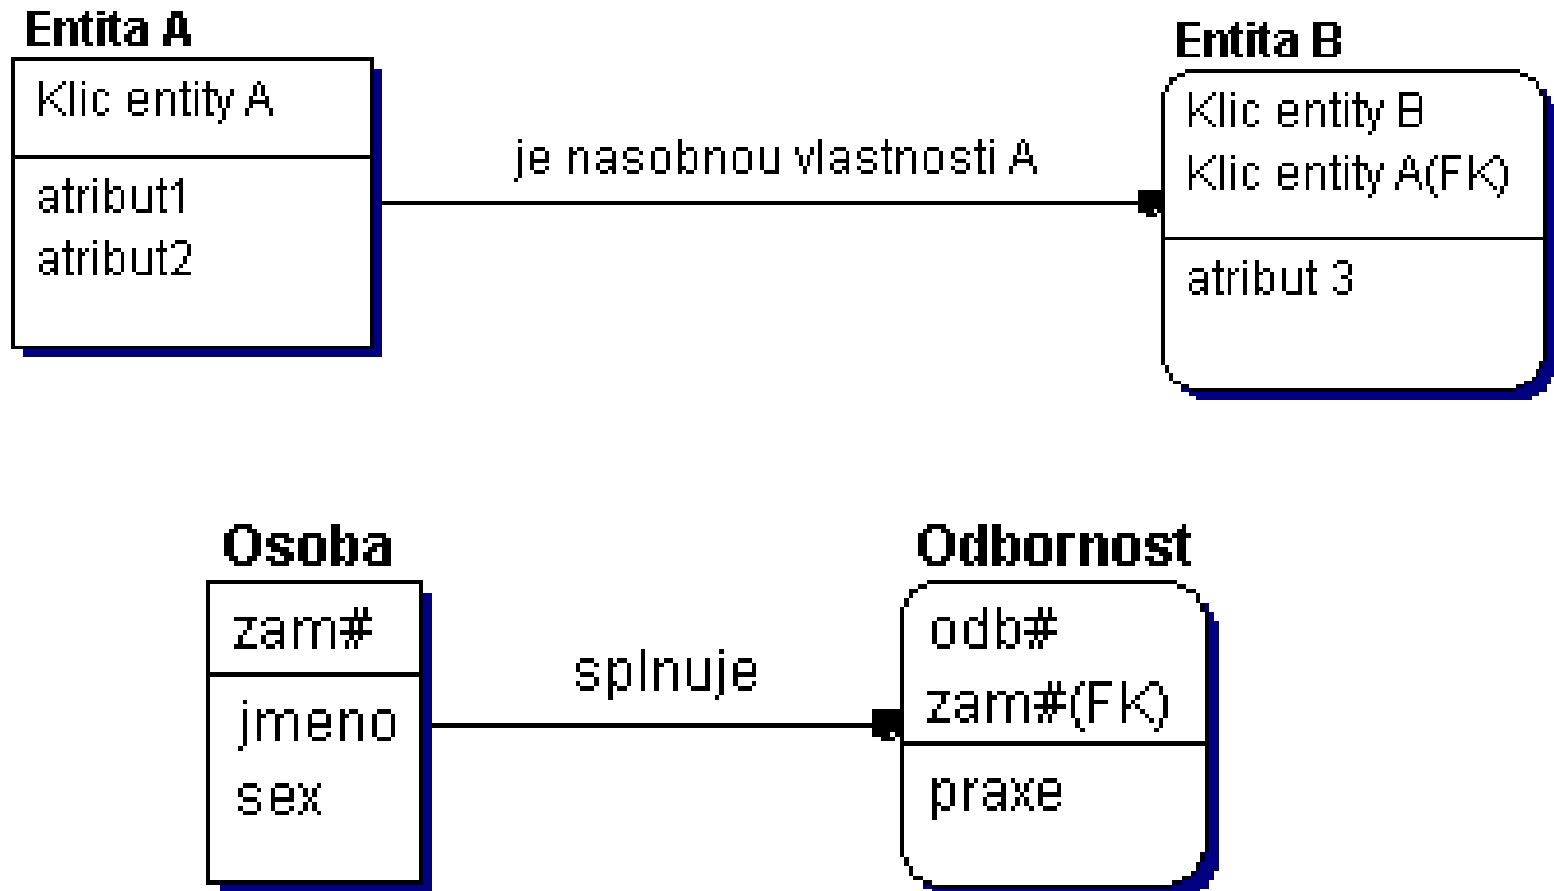 Entita A
Klic entity A
atribut1
atribut2
je nasobnou vlastnosti A
Entita B
Klic entity B
Klic entity A(FK)
atribut 3
Osoba
zam#
jmeno
sex
splnuje
Odbornost
odb#
zam#(FK)
praxe